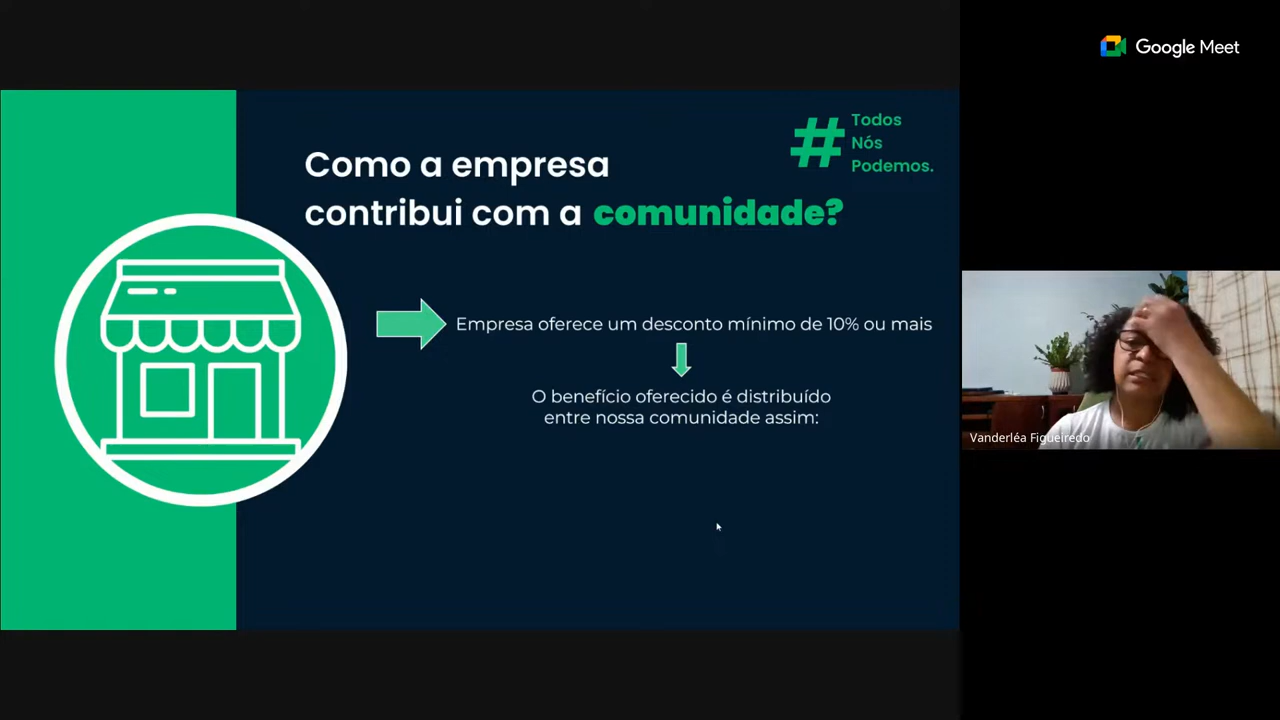 Google Meet
# Todos
Nós
Podemos.
Como a empresa
contribui com a comunidade?
Empresa oferece um desconto mínimo de 10% ou mais
O benefício oferecido é distribuído
entre nossa comunidade assim:
Vanderléa Figueiredo